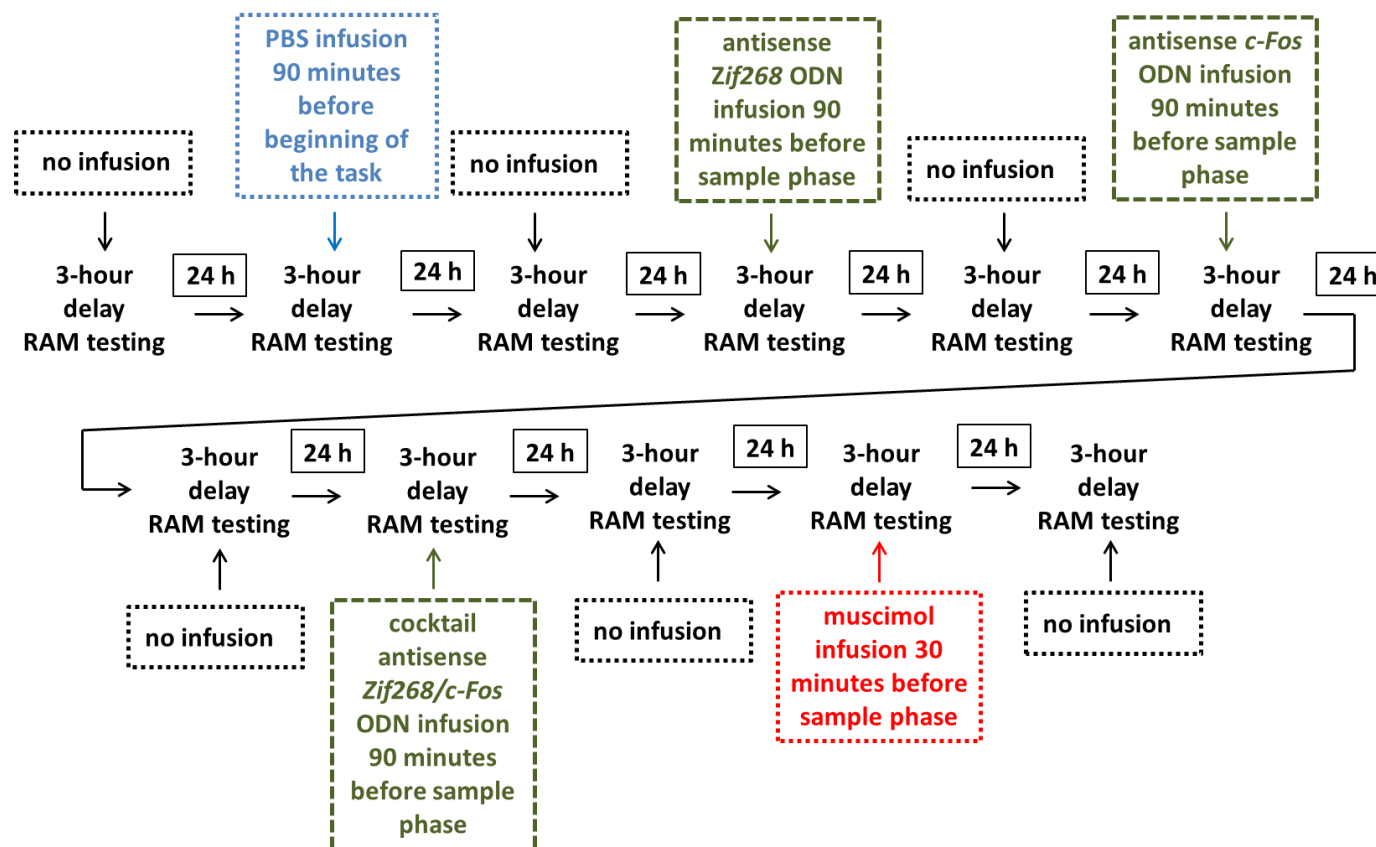 PBS infusion
90 minutes
before
beginning of
the task
antisense
Zif268 ODN
infusion 90
minutes before
sample phase
antisense c-Fos
ODN infusion
90 minutes
before sample
phase
no infusion
no infusion
no infusion
3-hour
delay
RAM testing
24 h
3-hour
delay
RAM testing
24 h
3-hour
delay
RAM testing
24 h
3-hour
delay
RAM testing
24 h
3-hour
delay
RAM testing
24 h
3-hour
delay
RAM testing
24 h
3-hour
delay
RAM testing
24 h
3-hour
delay
RAM testing
24 h
3-hour
delay
RAM testing
24 h
3-hour
delay
RAM testing
24 h
3-hour
delay
RAM testing
no infusion
cocktail
antisense
Zif268/c-Fos
ODN infusion
90 minutes
before sample
phase
no infusion
muscimol
infusion 30
minutes before
sample phase
no infusion